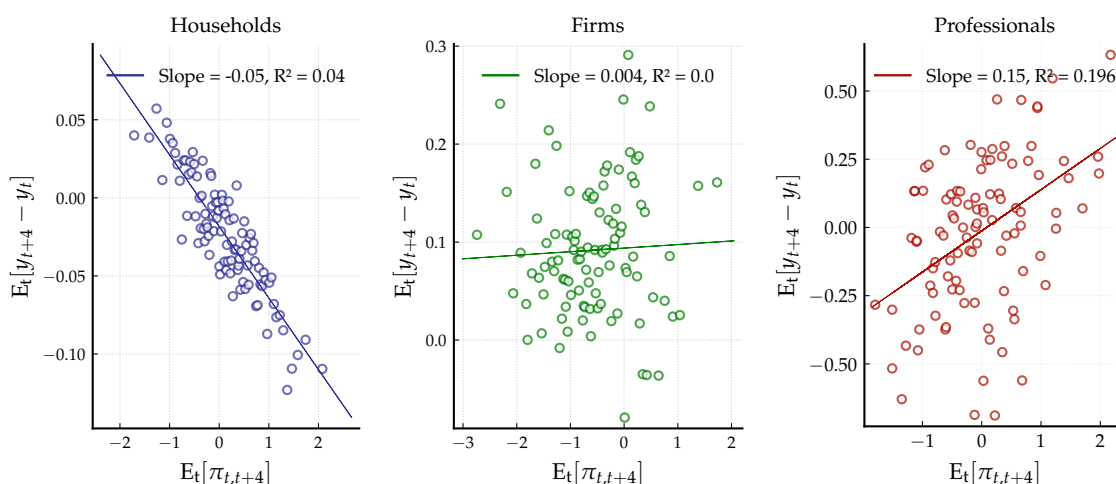 Households
Slope = -0.05, R² = 0.04
0.05
0.00
−0.05
−0.10
−2 −1 0 1 2
E_t[y_{t+4} − y_t]
E_t[π_{t,t+4}]
Firms
Slope = 0.004, R² = 0.0
0.3
0.2
0.1
0.0
−3 −2 −1 0 1 2
E_t[y_{t+4} − y_t]
E_t[π_{t,t+4}]
Professionals
Slope = 0.15, R² = 0.196
0.50
0.25
0.00
−0.25
−0.50
−1 0 1 2
E_t[y_{t+4} − y_t]
E_t[π_{t,t+4}]